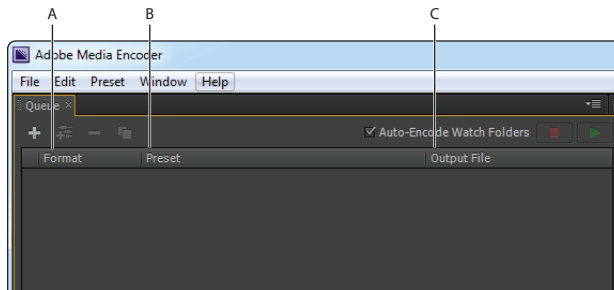 A B C
Adobe Media Encoder
File Edit Preset Window Help
Queue
Auto-Encode Watch Folders
Format Preset Output File